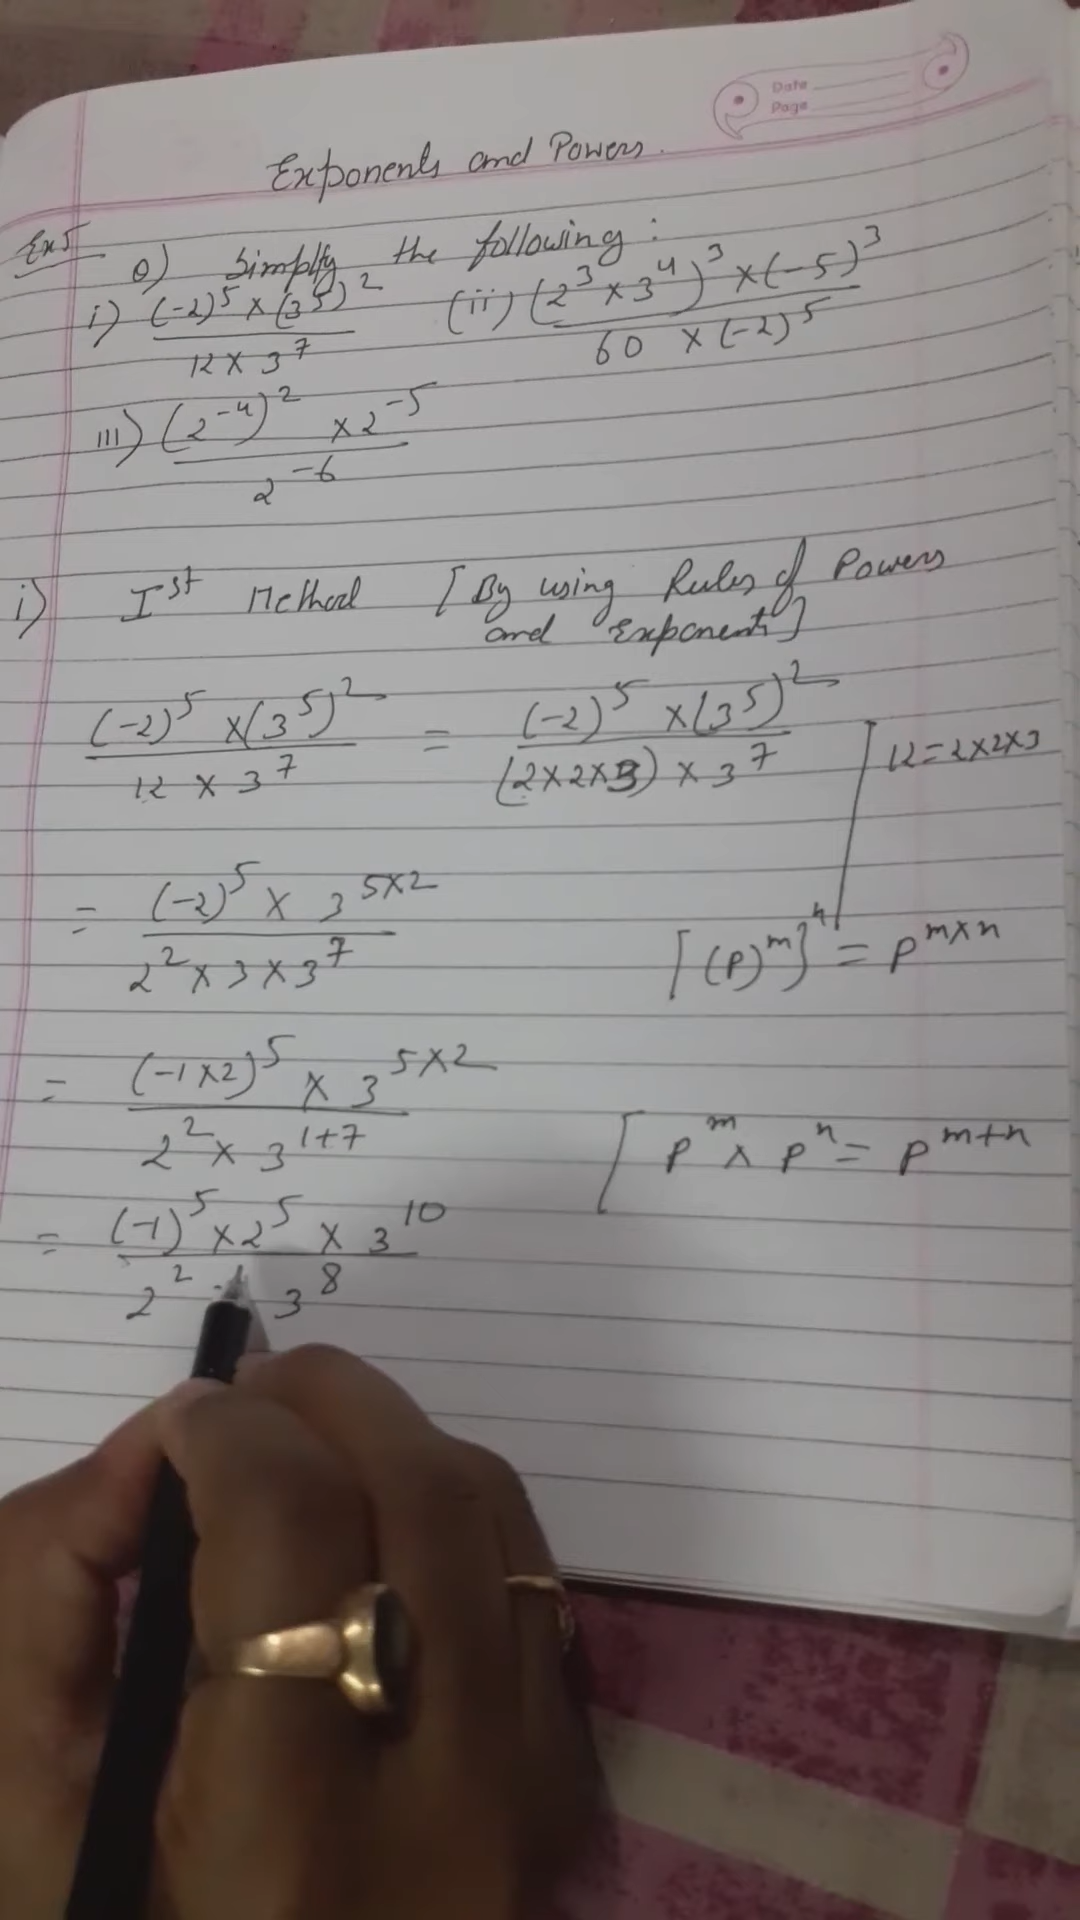 Date
Page
Exponents and Powers.
Ex 5
Q) Simplify the following:
i) (-2)^5 × (3^5)^2 / 12 × 3^7 (ii) (2^3 × 3^4)^3 × (-5)^3 / 60 × (-2)^5
iii) (2^-4)^2 × 2^-5 / 2^-6
i) Ist Method [By using Rules of Powers
and Exponents]
(-2)^5 × (3^5)^2 / 12 × 3^7 = (-2)^5 × (3^5)^2 / (2×2×3) × 3^7 [12 = 2×2×3
= (-2)^5 × 3^5×2 / 2^2 × 3 × 3^7 [(P)^m]^n = P^m×n
= (-1×2)^5 × 3^5×2 / 2^2 × 3^1+7 [P^m × P^n = P^m+n
= (-1)^5 × 2^5 × 3^10 / 2^2 3^8